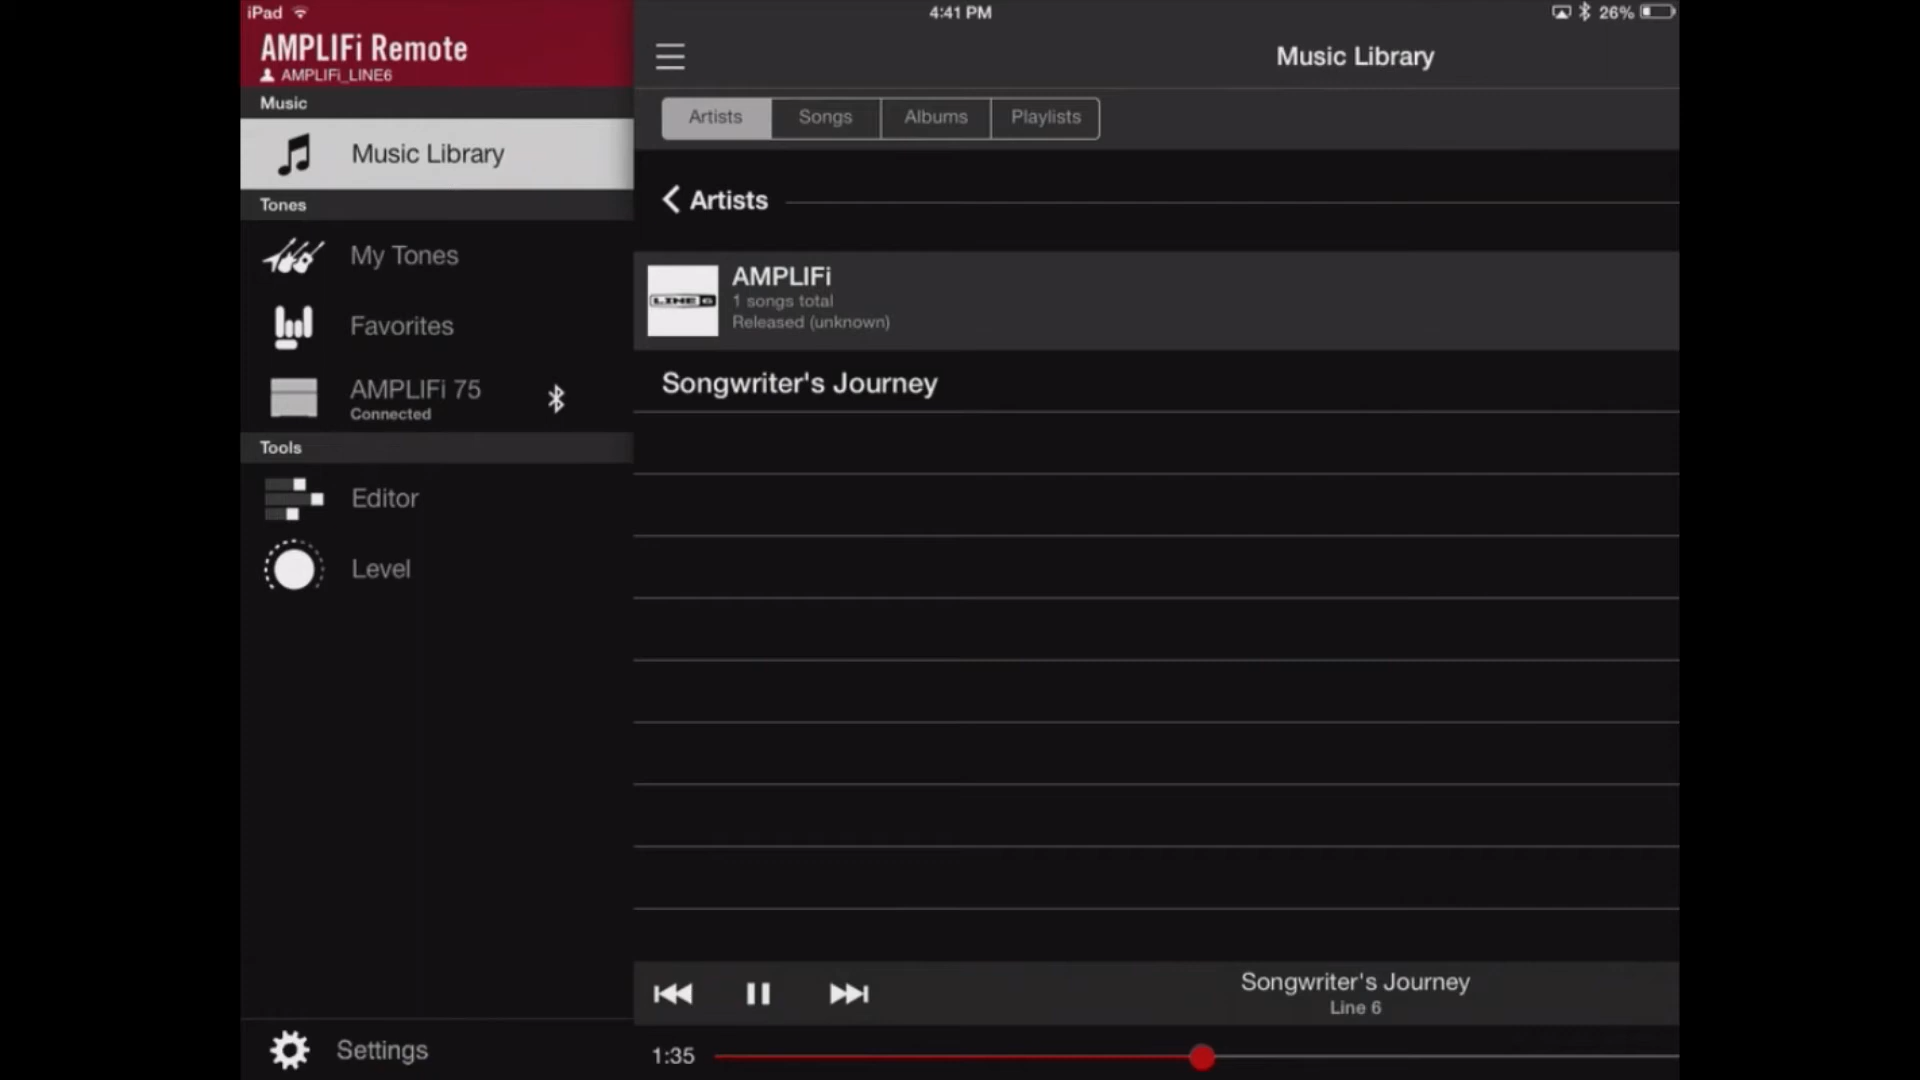 iPad
4:41 PM
26%
AMPLIFi Remote
AMPLIFi_LINE6
Music
Music Library
Tones
My Tones
Favorites
AMPLIFi 75
Connected
Tools
Editor
Level
Settings
Music Library
Artists
Songs
Albums
Playlists
Artists
LINE 6
AMPLIFi
1 songs total
Released (unknown)
Songwriter's Journey
Songwriter's Journey
Line 6
1:35